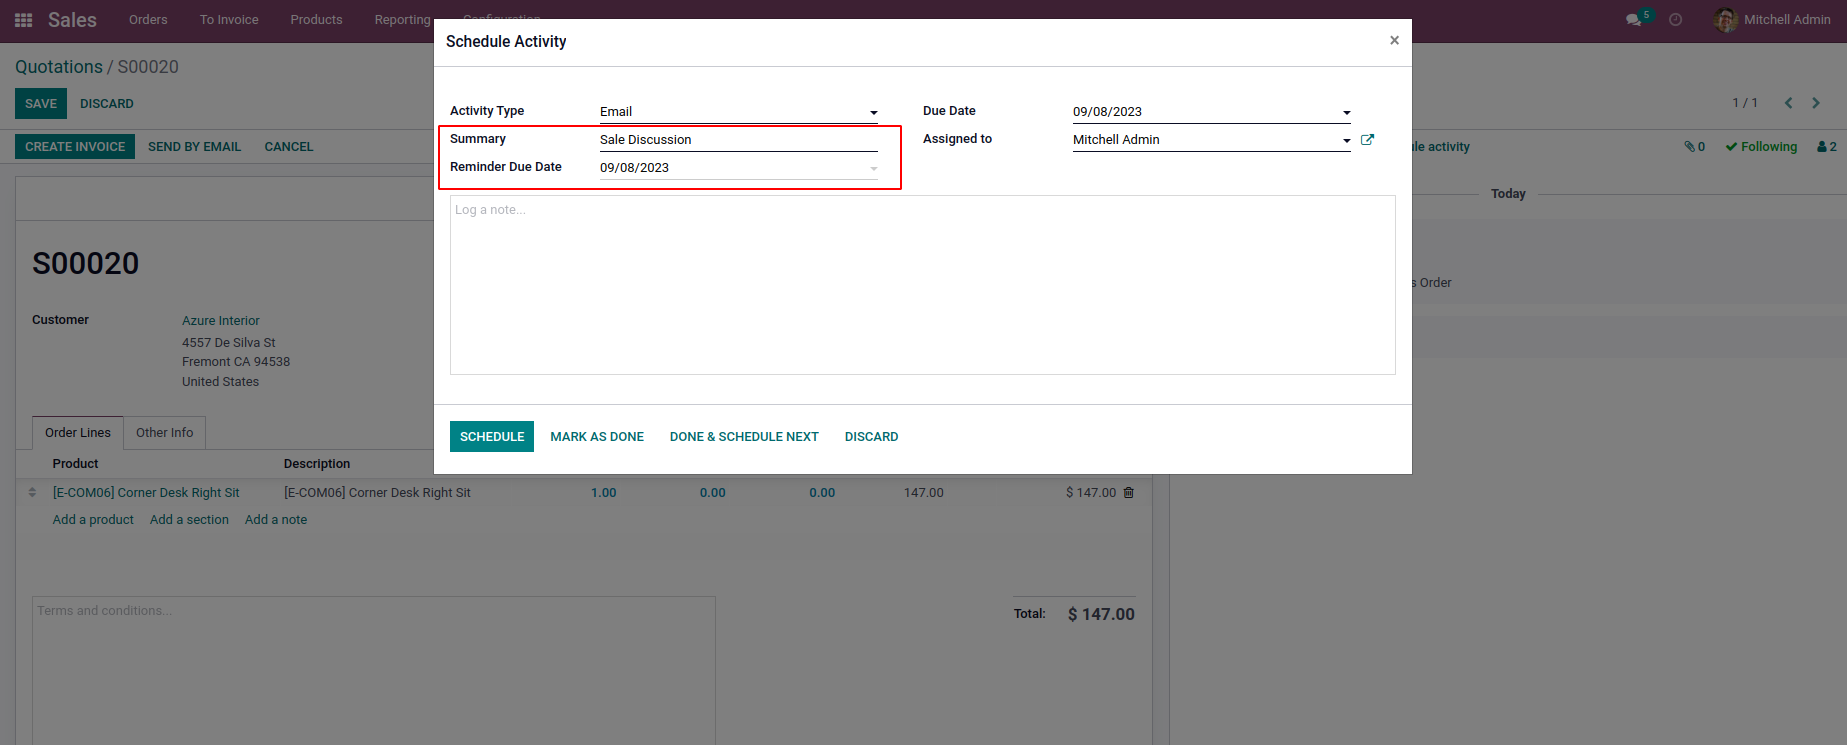 Sales Orders To Invoice Products Reporting Configuration 5 Mitchell Admin
Quotations / S00020
SAVE DISCARD 1 / 1
CREATE INVOICE SEND BY EMAIL CANCEL ule activity 0 Following 2
Today
S00020
s Order
Customer Azure Interior
4557 De Silva St
Fremont CA 94538
United States
Order Lines Other Info
Product Description
[E-COM06] Corner Desk Right Sit [E-COM06] Corner Desk Right Sit 1.00 0.00 0.00 147.00 $ 147.00
Add a product Add a section Add a note
Terms and conditions...
Total: $ 147.00
Schedule Activity ×
Activity Type Email Due Date 09/08/2023
Summary Sale Discussion Assigned to Mitchell Admin
Reminder Due Date 09/08/2023
Log a note...
SCHEDULE MARK AS DONE DONE & SCHEDULE NEXT DISCARD